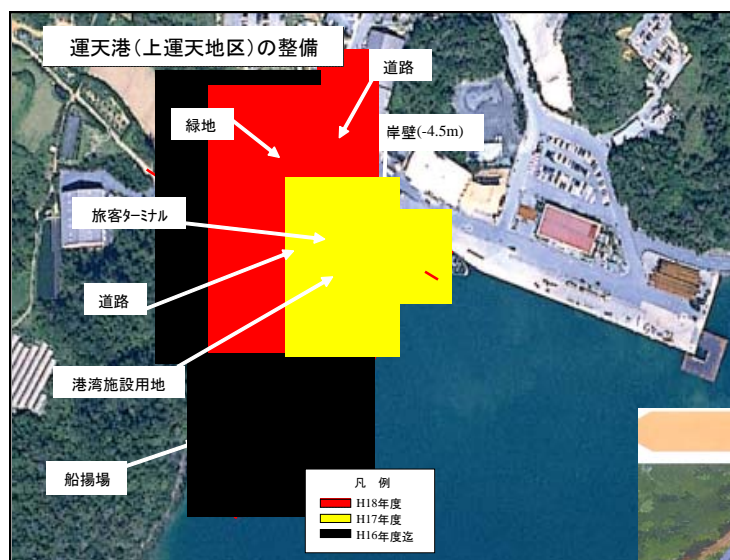 運天港(上運天地区)の整備
道路
緑地
岸壁(-4.5m)
旅客ターミナル
道路
港湾施設用地
船揚場
凡 例
H18年度
H17年度
H16年度迄